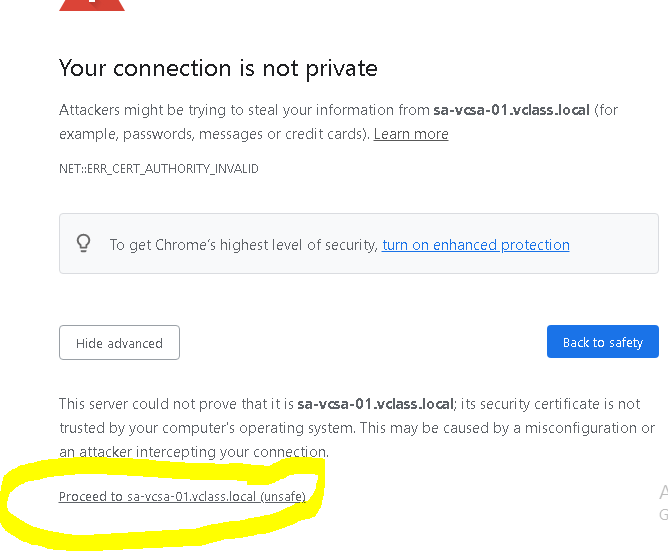 Your connection is not private
Attackers might be trying to steal your information from sa-vcsa-01.vclass.local (for
example, passwords, messages or credit cards). Learn more
NET::ERR_CERT_AUTHORITY_INVALID
To get Chrome's highest level of security, turn on enhanced protection
Hide advanced
Back to safety
This server could not prove that it is sa-vcsa-01.vclass.local; its security certificate is not
trusted by your computer's operating system. This may be caused by a misconfiguration or
an attacker intercepting your connection.
Proceed to sa-vcsa-01.vclass.local (unsafe)